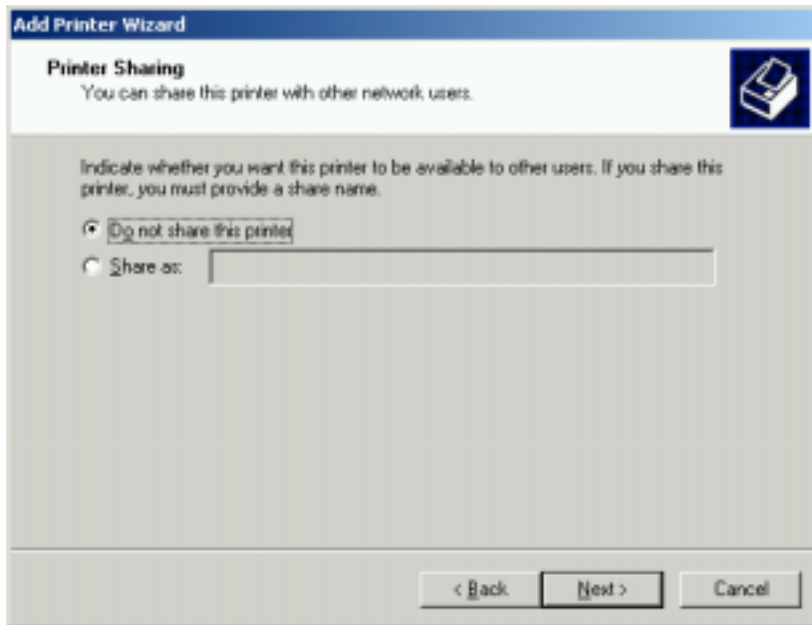 Add Printer Wizard
Printer Sharing
You can share this printer with other network users.
Indicate whether you want this printer to be available to other users. If you share this
printer, you must provide a share name.
Do not share this printer
Share as:
< Back
Next >
Cancel